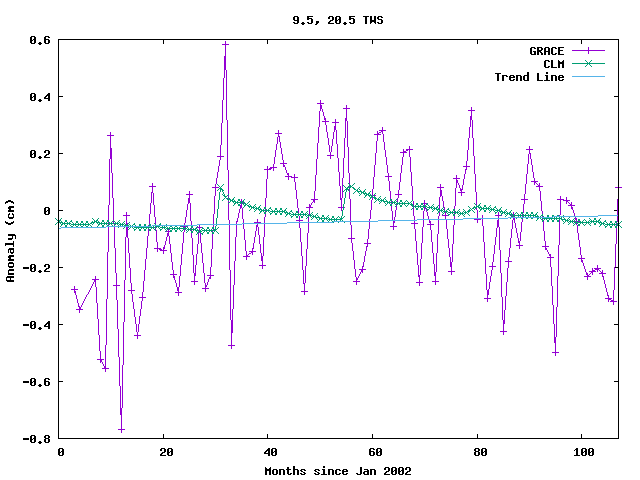 9.5, 20.5 TWS
GRACE
CLM
Trend Line
0.6
0.4
0.2
0
-0.2
-0.4
-0.6
-0.8
Anomaly (cm)
0 20 40 60 80 100
Months since Jan 2002